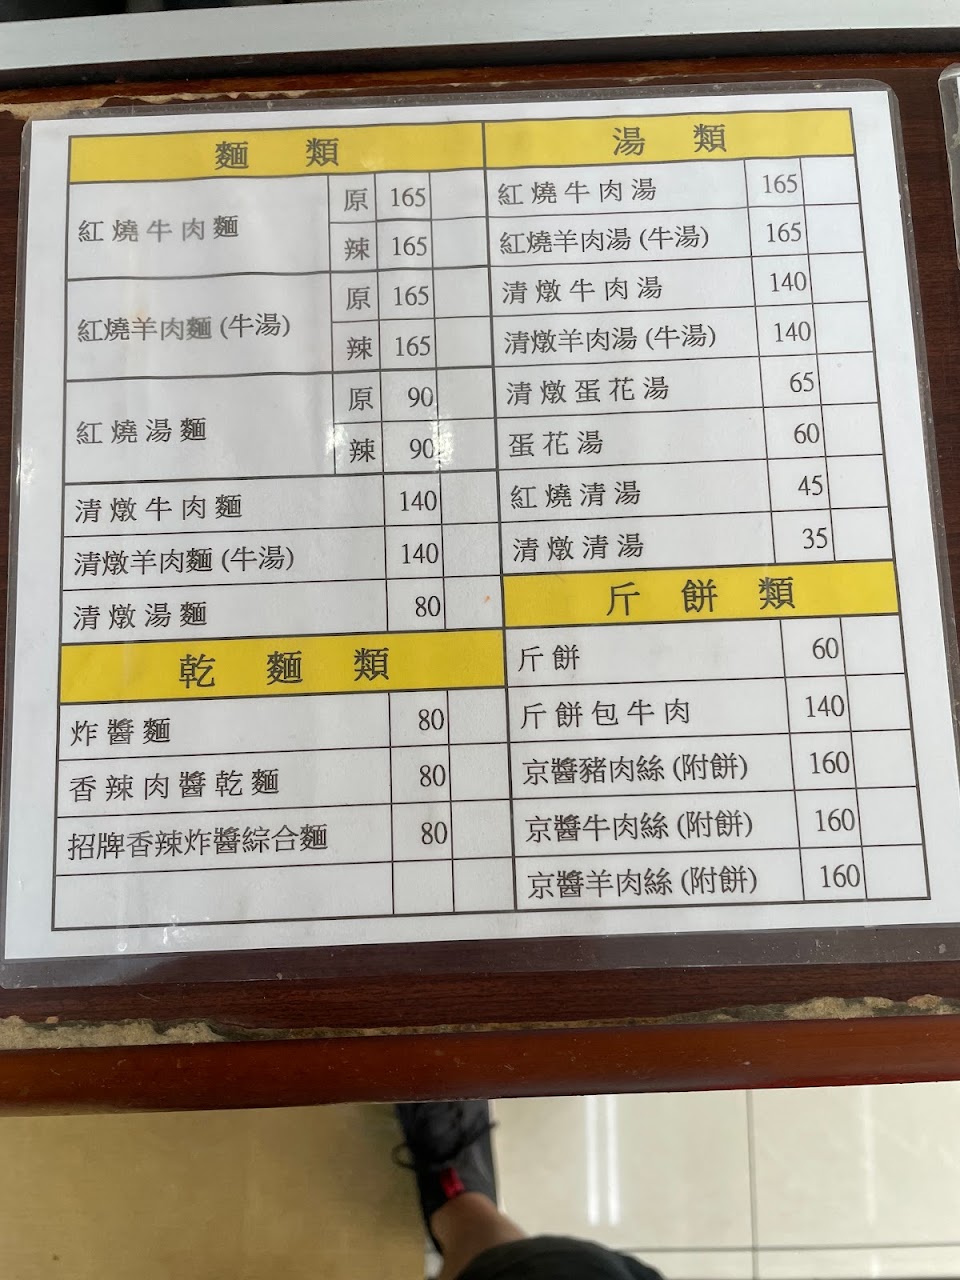 麵類
紅燒牛肉麵 原 165
辣 165
紅燒羊肉麵(牛湯) 原 165
辣 165
紅燒湯麵 原 90
辣 90
清燉牛肉麵 140
清燉羊肉麵(牛湯) 140
清燉湯麵 80
乾麵類
炸醬麵 80
香辣肉醬乾麵 80
招牌香辣炸醬綜合麵 80
湯類
紅燒牛肉湯 165
紅燒羊肉湯(牛湯) 165
清燉牛肉湯 140
清燉羊肉湯(牛湯) 140
清燉蛋花湯 65
蛋花湯 60
紅燒清湯 45
清燉清湯 35
斤餅類
斤餅 60
斤餅包牛肉 140
京醬豬肉絲(附餅) 160
京醬牛肉絲(附餅) 160
京醬羊肉絲(附餅) 160